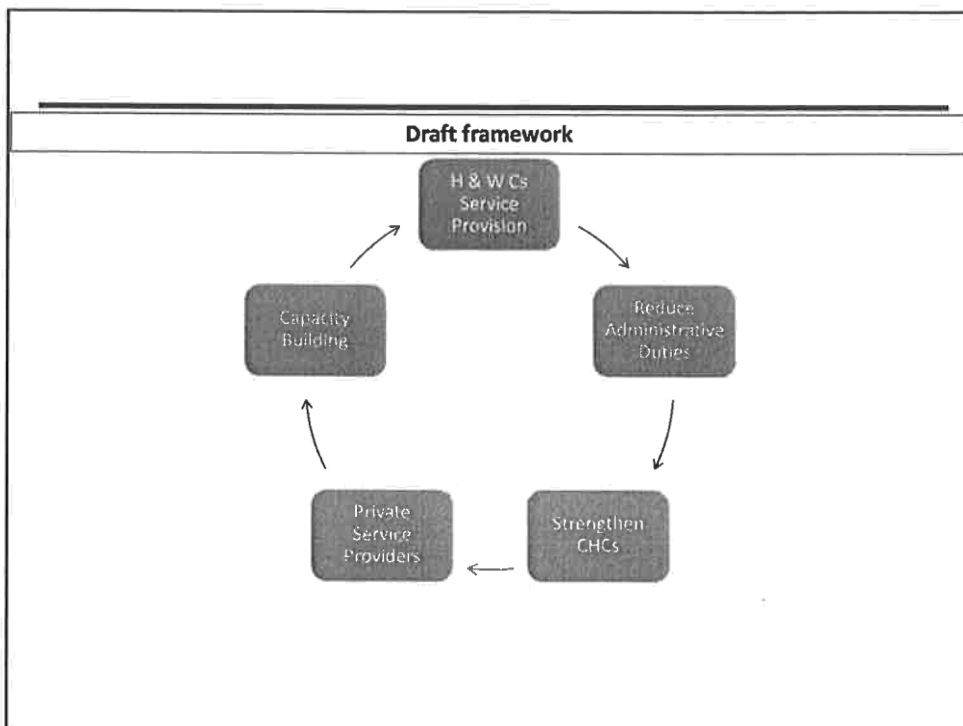 Draft framework
H & W Cs
Service
Provision
Reduce
Administrative
Duties
Strengthen
CHCs
Private
Service
Providers
Capacity
Building